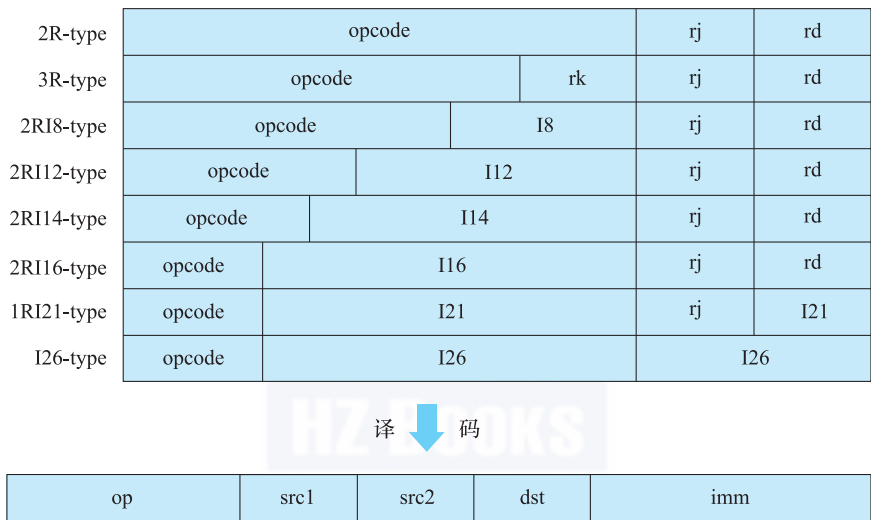 2R-type opcode rj rd
3R-type opcode rk rj rd
2RI8-type opcode I8 rj rd
2RI12-type opcode I12 rj rd
2RI14-type opcode I14 rj rd
2RI16-type opcode I16 rj rd
1RI21-type opcode I21 rj I21
I26-type opcode I26 I26
HZ BOOKS
译 码
op src1 src2 dst imm